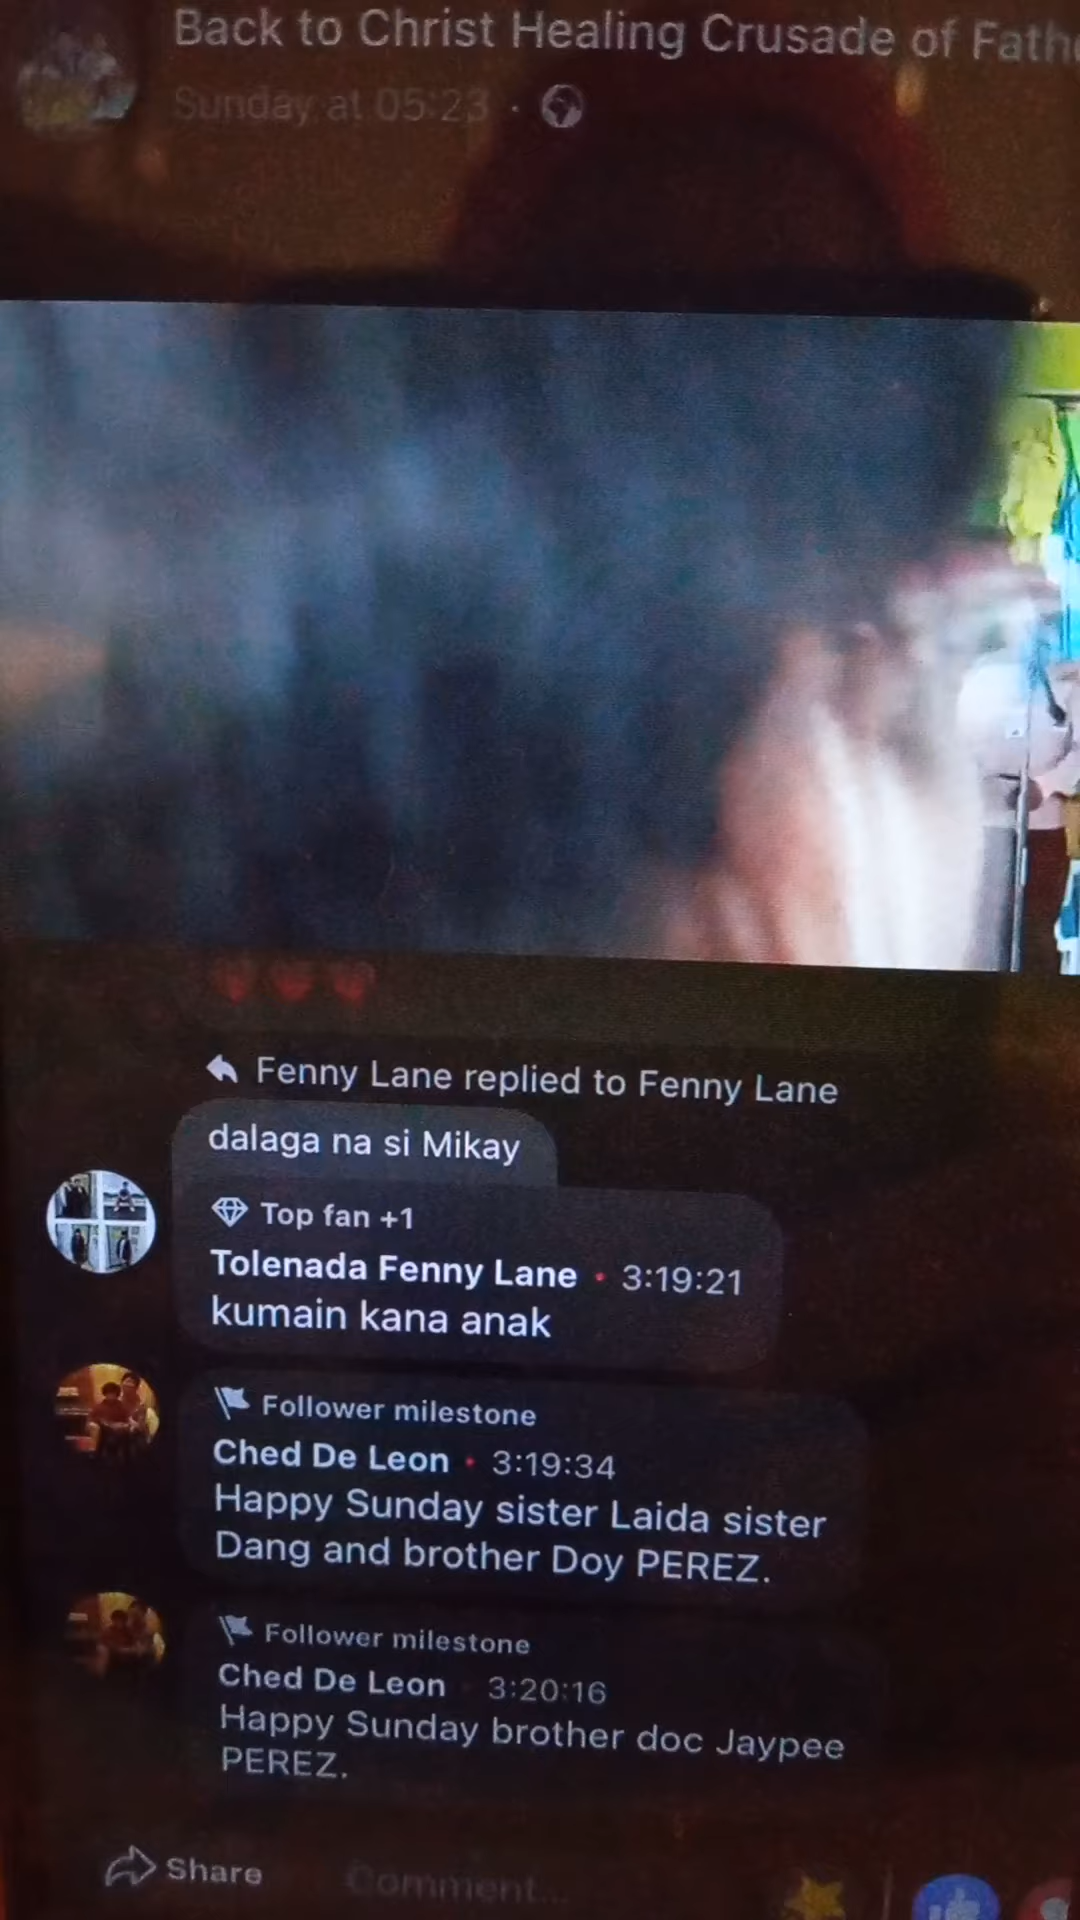 Back to Christ Healing Crusade of Fath
Sunday at 05:23 ·
Fenny Lane replied to Fenny Lane
dalaga na si Mikay
Top fan +1
Tolenada Fenny Lane • 3:19:21
kumain kana anak
Follower milestone
Ched De Leon • 3:19:34
Happy Sunday sister Laida sister
Dang and brother Doy PEREZ.
Follower milestone
Ched De Leon 3:20:16
Happy Sunday brother doc Jaypee
PEREZ.
Share
Comment...